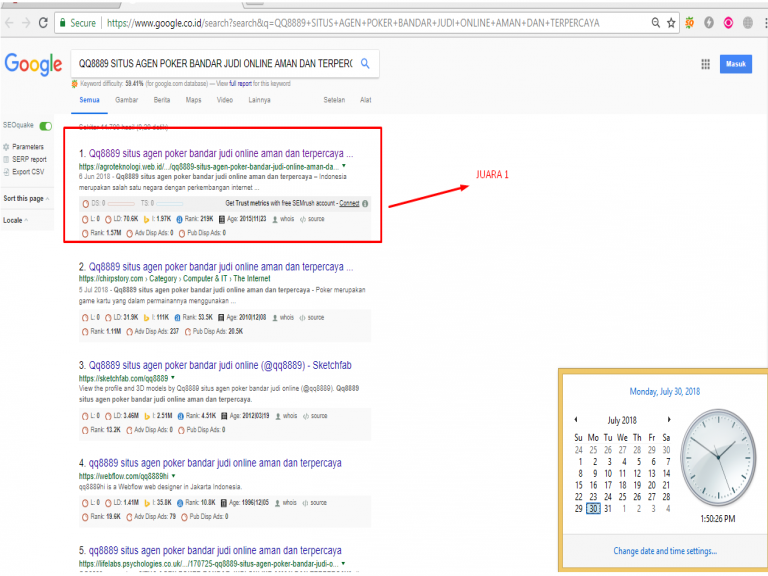 Secure https://www.google.co.id/search?search&q=QQ8889+SITUS+AGEN+POKER+BANDAR+JUDI+ONLINE+AMAN+DAN+TERPERCAYA
Google
QQ8889 SITUS AGEN POKER BANDAR JUDI ONLINE AMAN DAN TERPERC
Masuk
Keyword difficulty: 59.41% (for google.com database) — View full report for this keyword
Semua Gambar Berita Maps Video Lainnya Setelan Alat
SEOquake
Parameters
SERP report
Export CSV
Sort this page
Locale
JUARA 1
1. Qq8889 situs agen poker bandar judi online aman dan terpercaya ...
https://agroteknologi.web.id/.../qq8889-situs-agen-poker-bandar-judi-online-aman-da...
6 Jun 2018 - Qq8889 situs agen poker bandar judi online aman dan terpercaya – Indonesia
merupakan salah satu negara dengan perkembangan internet ...
DS: 0 TS: 0 Get Trust metrics with free SEMrush account - Connect
L: 0 LD: 70.6K I: 1.97K Rank: 219K Age: 2015|11|23 whois source
Rank: 1.57M Adv Disp Ads: 0 Pub Disp Ads: 0
2. Qq8889 situs agen poker bandar judi online aman dan terpercaya ...
https://chirpstory.com › Category › Computer & IT › The Internet
5 Jul 2018 - Qq8889 situs agen poker bandar judi online aman dan terpercaya - Poker merupakan
game kartu yang dalam permainannya menggunakan ...
L: 0 LD: 31.9K I: 111K Rank: 53.5K Age: 2010|12|08 whois source
Rank: 1.11M Adv Disp Ads: 237 Pub Disp Ads: 20.5K
3. Qq8889 situs agen poker bandar judi online (@qq8889) - Sketchfab
https://sketchfab.com/qq8889
View the profile and 3D models by Qq8889 situs agen poker bandar judi online (@qq8889). Qq8889
situs agen poker bandar judi online aman dan terpercaya.
L: 0 LD: 3.46M I: 2.51M Rank: 4.51K Age: 2012|03|19 whois source
Rank: 13.2K Adv Disp Ads: 0 Pub Disp Ads: 0
4. qq8889 situs agen poker bandar judi online aman dan terpercaya
https://webflow.com/qq8889hi
qq8889hi is a Webflow web designer in Jakarta Indonesia.
L: 0 LD: 1.41M I: 35.8K Rank: 10.8K Age: 1996|12|05 whois source
Rank: 19.6K Adv Disp Ads: 79 Pub Disp Ads: 0
5. qq8889 situs agen poker bandar judi online aman dan terpercaya
https://lifelabs.psychologies.co.uk/.../170725-qq8889-situs-agen-poker-bandar-judi-o...
Monday, July 30, 2018
July 2018
Su Mo Tu We Th Fr Sa
24 25 26 27 28 29 30
1 2 3 4 5 6 7
8 9 10 11 12 13 14
15 16 17 18 19 20 21
22 23 24 25 26 27 28
29 30 31 1 2 3 4
1:50:26 PM
Change date and time settings...